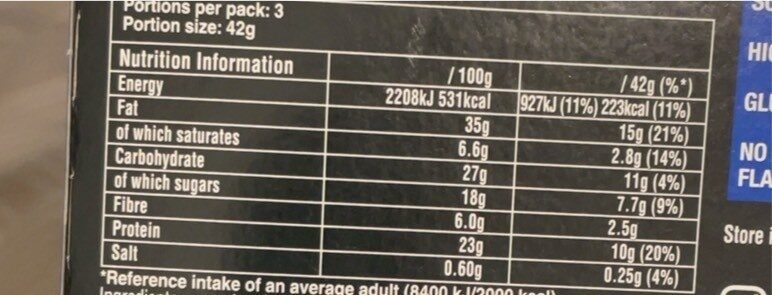 Portions per pack: 3
Portion size: 42g
Nutrition Information /100g /42g (%*)
Energy 2208kJ 531kcal 927kJ (11%) 223kcal (11%)
Fat 35g 15g (21%)
of which saturates 6.6g 2.8g (14%)
Carbohydrate 27g 11g (4%)
of which sugars 18g 7.7g (9%)
Fibre 6.0g 2.5g
Protein 23g 10g (20%)
Salt 0.60g 0.25g (4%)
*Reference intake of an average adult (8400 kJ/2000 kcal)
NO
Store